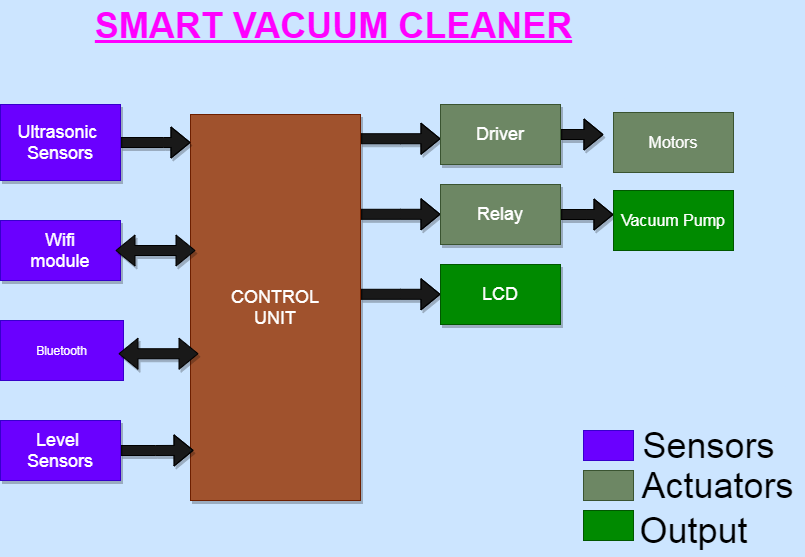 SMART VACUUM CLEANER
Ultrasonic
Sensors
Wifi
module
Bluetooth
Level
Sensors
CONTROL
UNIT
Driver
Motors
Relay
Vacuum Pump
LCD
Sensors
Actuators
Output